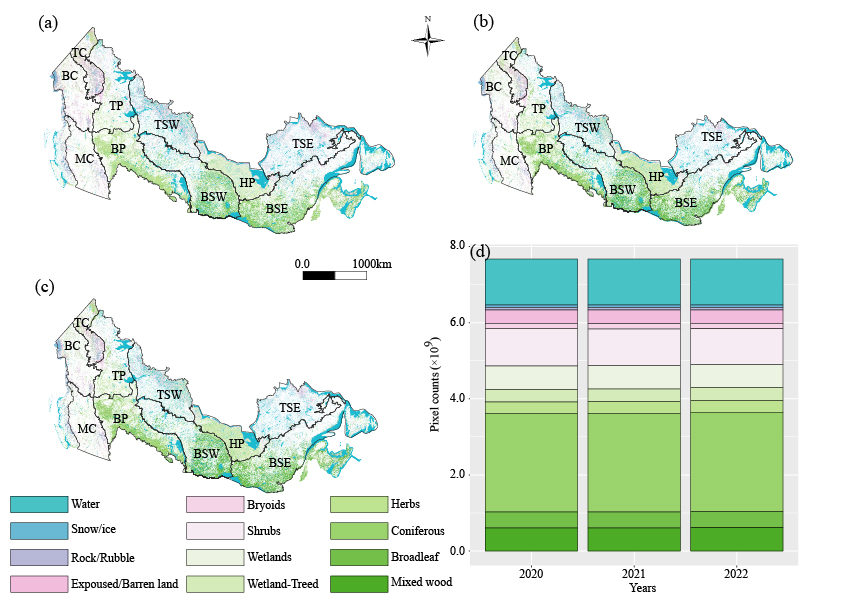 (a)
TC
BC
TP
TSW
MC
BP
BSW
HP
TSE
BSE
N
(b)
TC
BC
TP
TSW
MC
BP
BSW
HP
TSE
BSE
0.0 1000km
(c)
TC
BC
TP
TSW
MC
BP
BSW
HP
TSE
BSE
(d)
8.0
6.0
4.0
2.0
0.0
Pixel counts (×10⁹)
2020 2021 2022
Years
Water
Snow/ice
Rock/Rubble
Expoused/Barren land
Bryoids
Shrubs
Wetlands
Wetland-Treed
Herbs
Coniferous
Broadleaf
Mixed wood